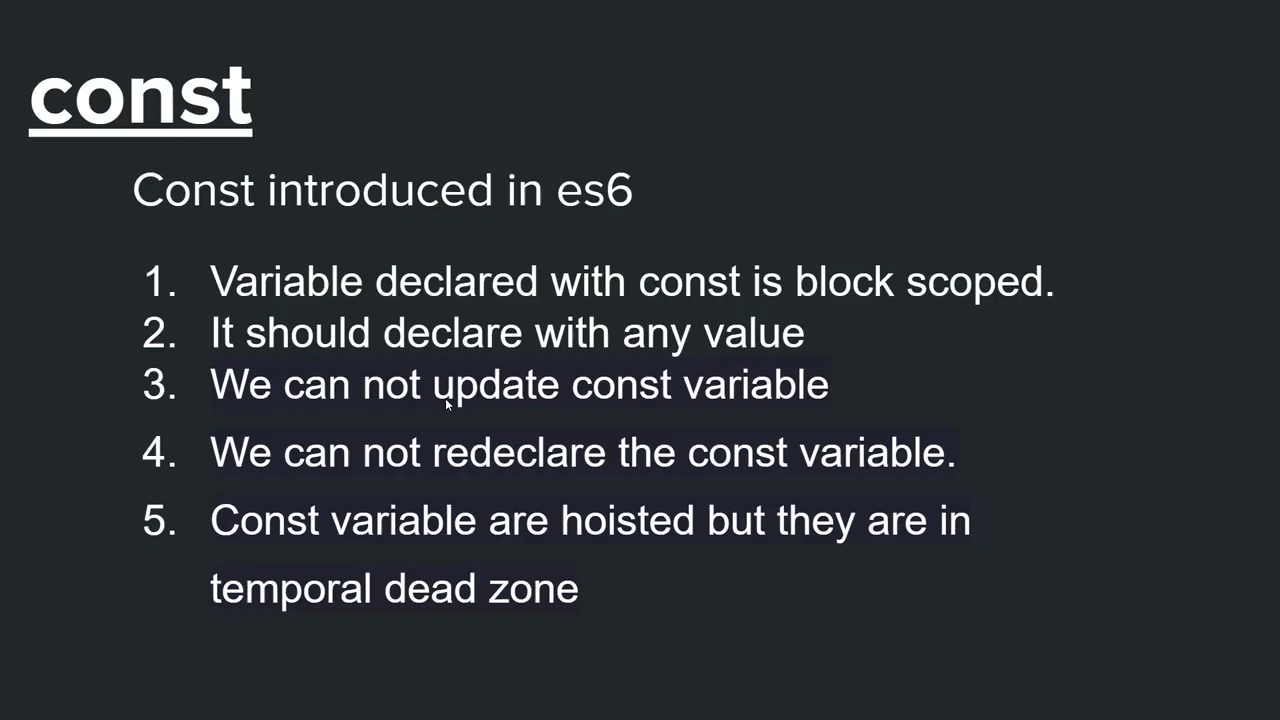 const
Const introduced in es6
1. Variable declared with const is block scoped.
2. It should declare with any value
3. We can not update const variable
4. We can not redeclare the const variable.
5. Const variable are hoisted but they are in
temporal dead zone